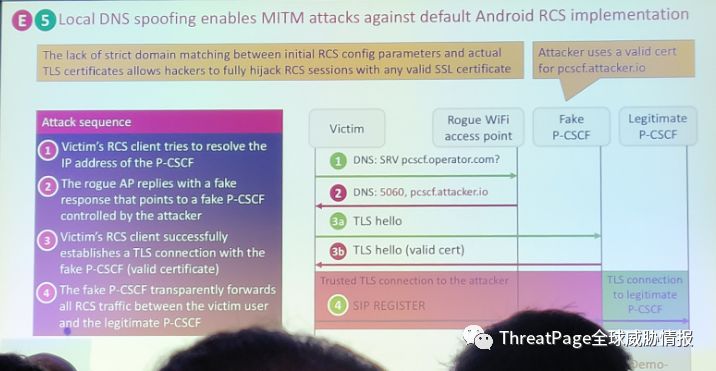 E 5 Local DNS spoofing enables MITM attacks against default Android RCS implementation
The lack of strict domain matching between initial RCS config parameters and actual
TLS certificates allows hackers to fully hijack RCS sessions with any valid SSL certificate
Attacker uses a valid cert
for pcscf.attacker.io
Attack sequence
1 Victim's RCS client tries to resolve the
IP address of the P-CSCF
2 The rogue AP replies with a fake
response that points to a fake P-CSCF
controlled by the attacker
3 Victim's RCS client successfully
establishes a TLS connection with the
fake P-CSCF (valid certificate)
4 The fake P-CSCF transparently forwards
all RCS traffic between the victim user
and the legitimate P-CSCF
Victim
Rogue WiFi
access point
Fake
P-CSCF
Legitimate
P-CSCF
1 DNS: SRV pcscf.operator.com?
2 DNS: 5060, pcscf.attacker.io
3a TLS hello
3b TLS hello (valid cert)
Trusted TLS connection to the attacker
4 SIP REGISTER
TLS connection
to legitimate
P-CSCF
ThreatPage全球威胁情报
Demo-